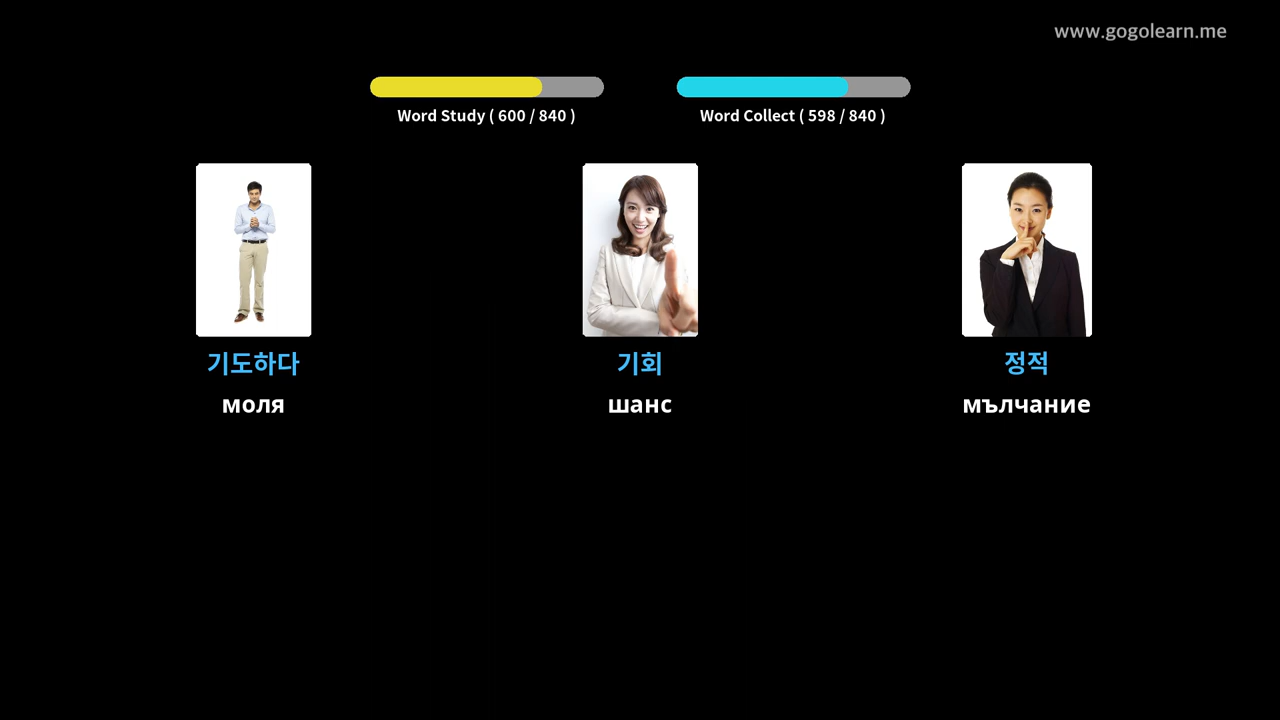 www.gogolearn.me
Word Study ( 600 / 840 )
Word Collect ( 598 / 840 )
기도하다
기회
정적
моля
шанс
мълчание